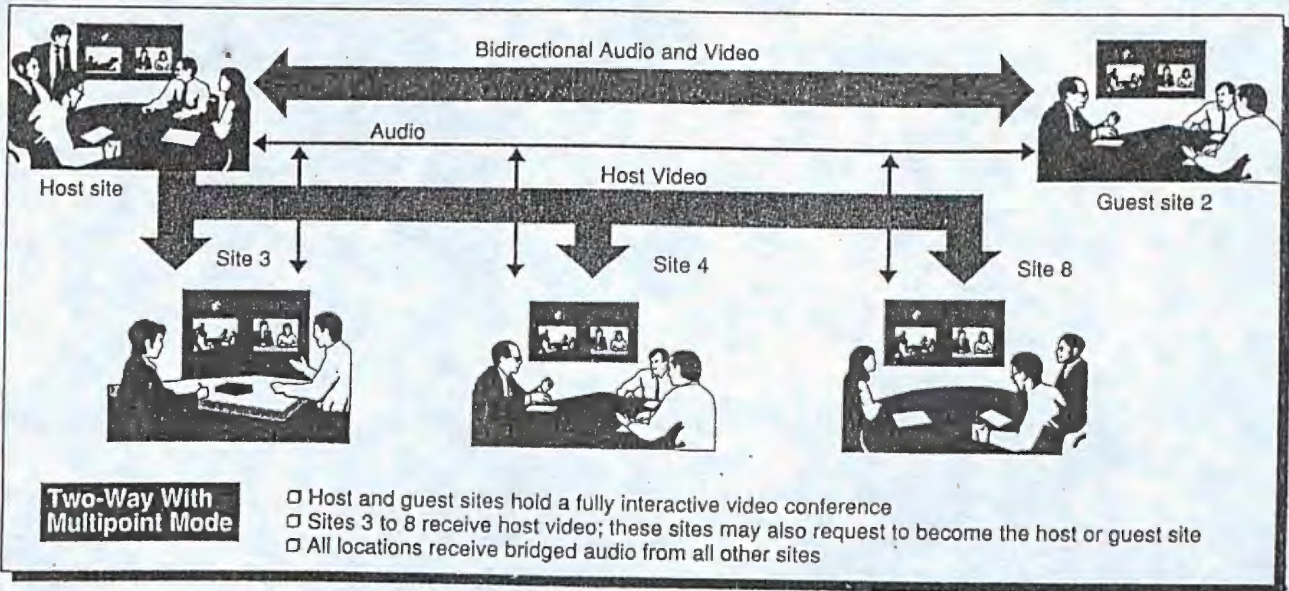 Bidirectional Audio and Video
Audio
Host site
Host Video
Guest site 2
Site 3
Site 4
Site 8
Two-Way With
Multipoint Mode
❑ Host and guest sites hold a fully interactive video conference
❑ Sites 3 to 8 receive host video; these sites may also request to become the host or guest site
❑ All locations receive bridged audio from all other sites